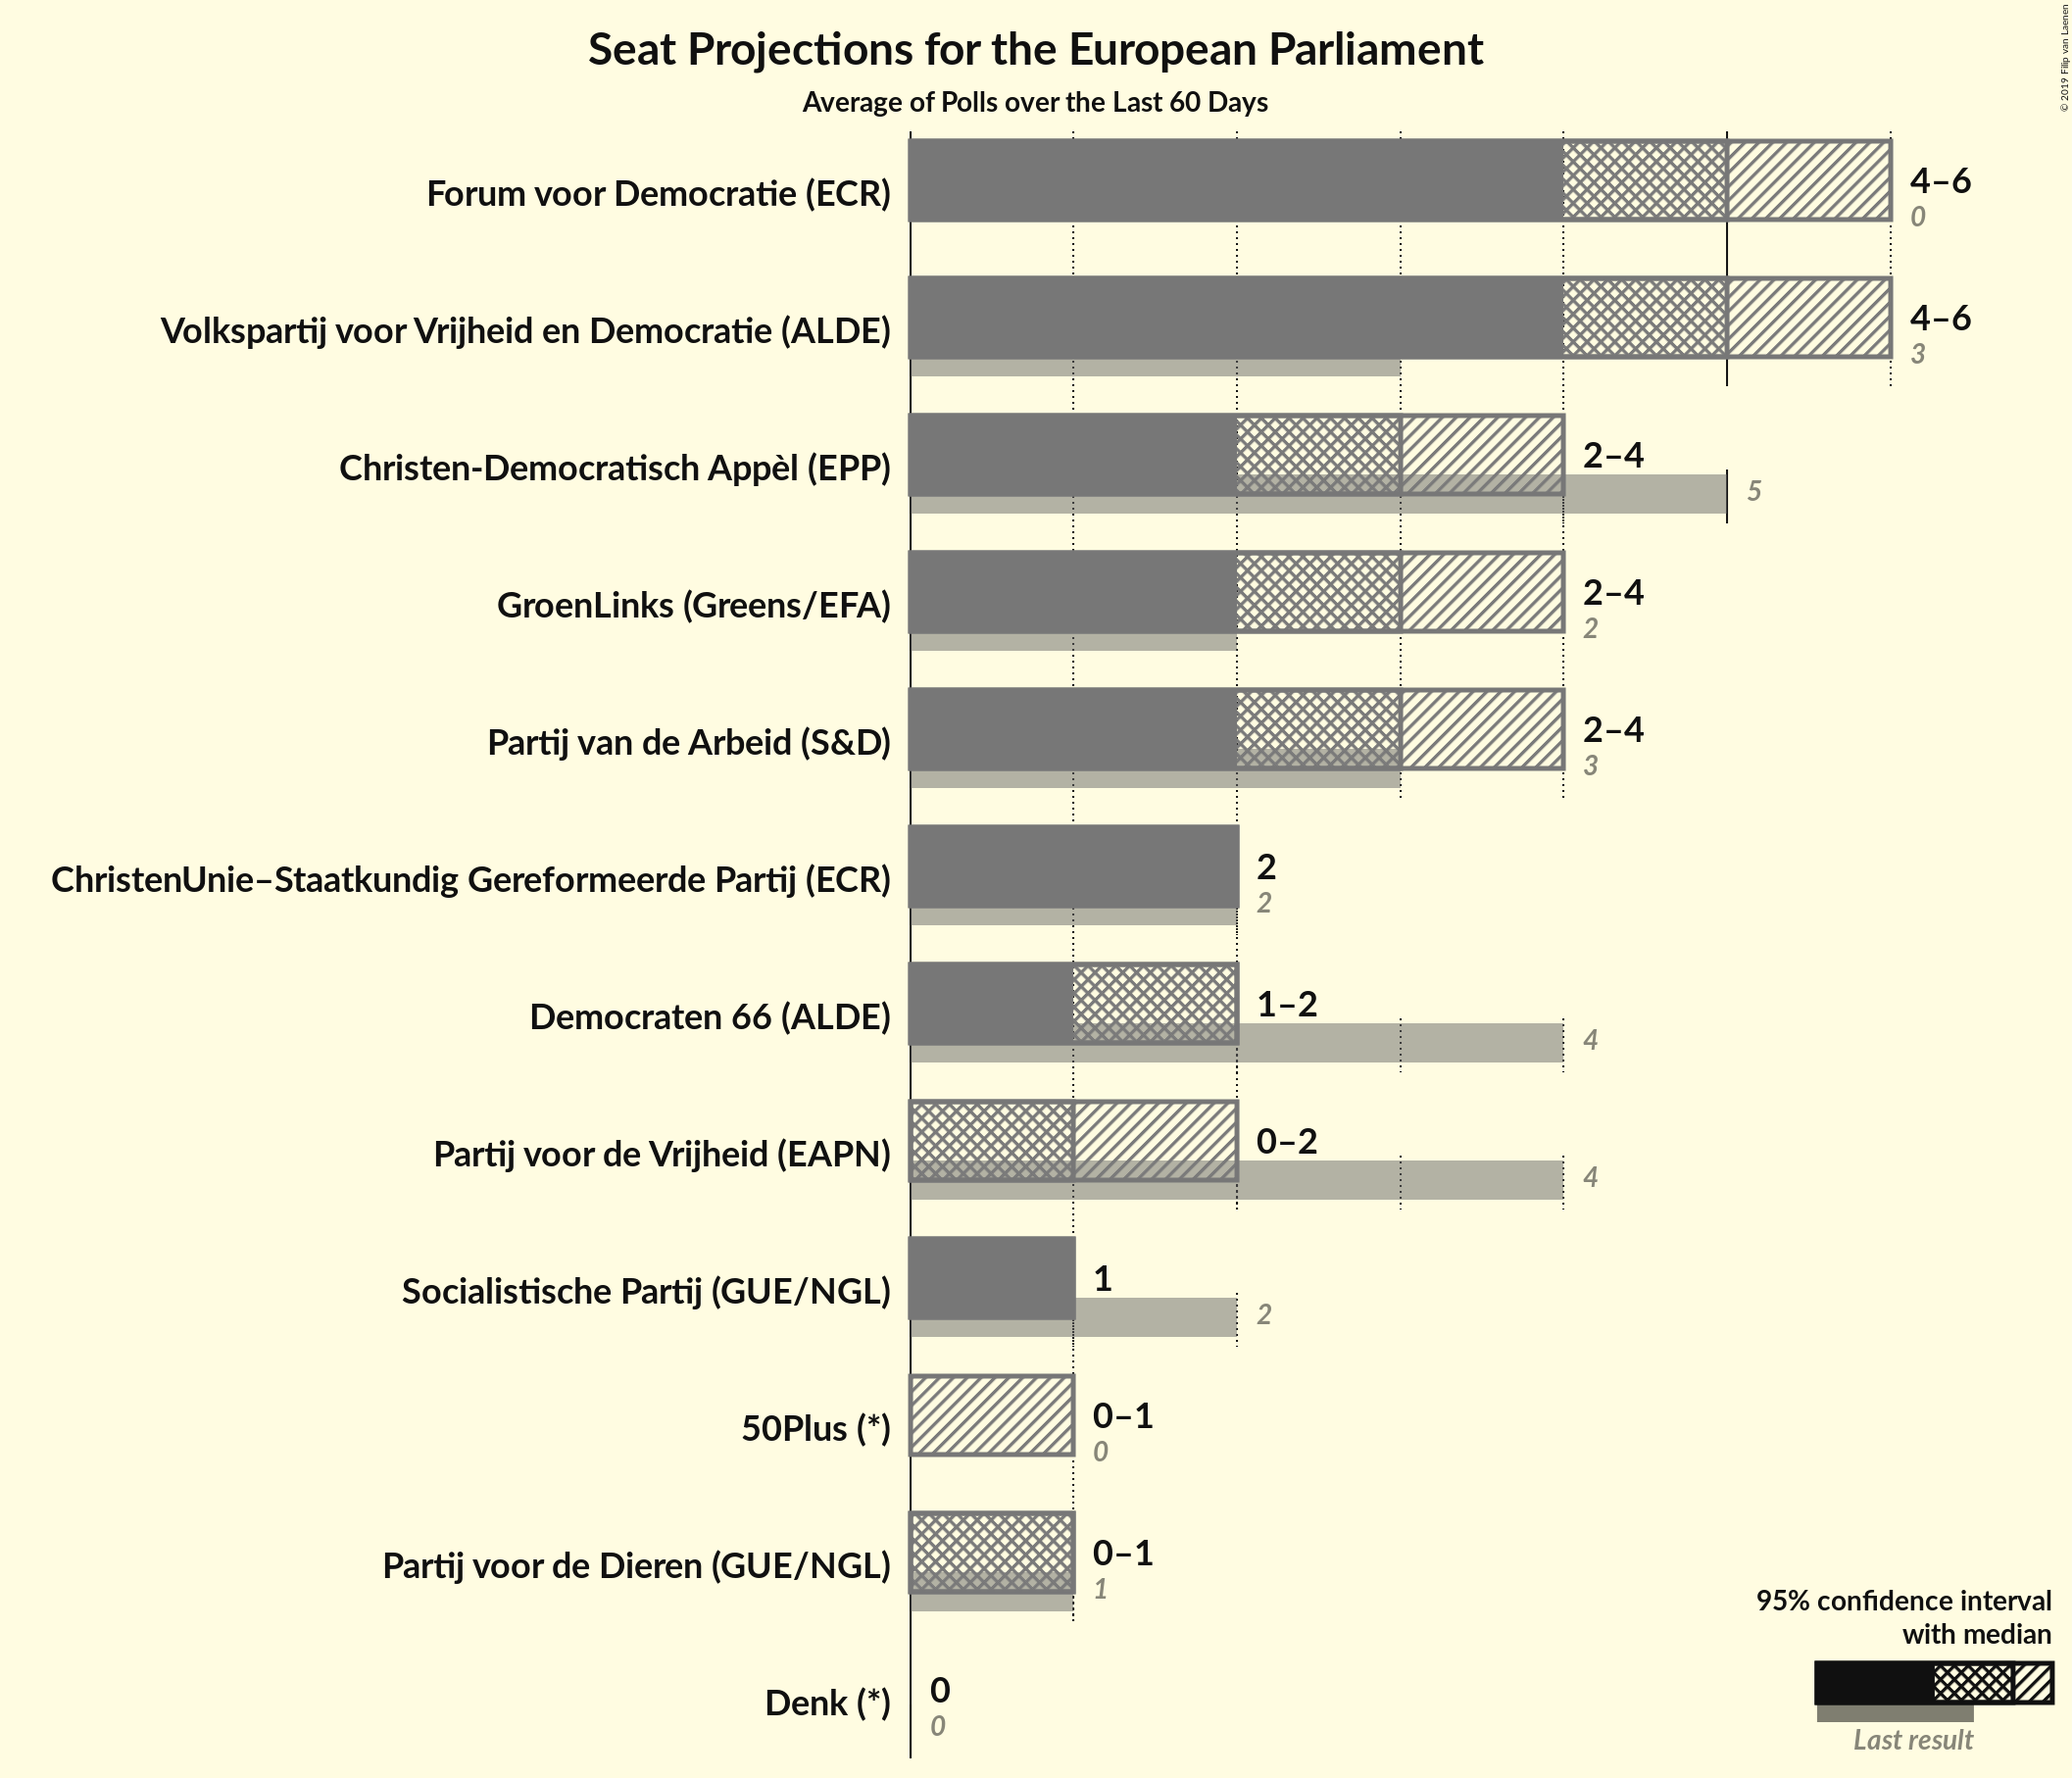 Seat Projections for the European Parliament
Average of Polls over the Last 60 Days
© 2019 Filip van Laenen
Forum voor Democratie (ECR)
4–6
0
Volkspartij voor Vrijheid en Democratie (ALDE)
4–6
3
Christen-Democratisch Appèl (EPP)
2–4
5
GroenLinks (Greens/EFA)
2–4
2
Partij van de Arbeid (S&D)
2–4
3
ChristenUnie–Staatkundig Gereformeerde Partij (ECR)
2
2
Democraten 66 (ALDE)
1–2
4
Partij voor de Vrijheid (EAPN)
0–2
4
Socialistische Partij (GUE/NGL)
1
2
50Plus (*)
0–1
0
Partij voor de Dieren (GUE/NGL)
0–1
1
Denk (*)
0
0
95% confidence interval
with median
Last result